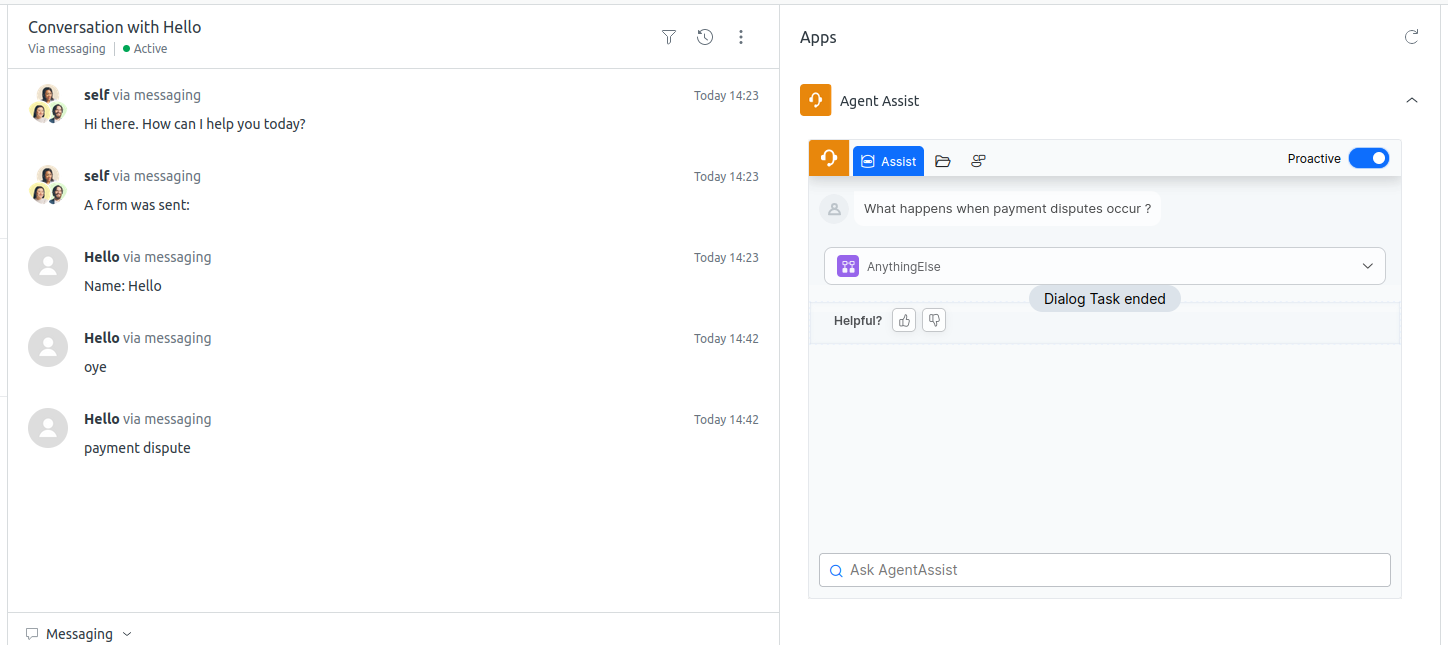 Conversation with Hello
Via messaging
Active
self via messaging
Today 14:23
Hi there. How can I help you today?
self via messaging
Today 14:23
A form was sent:
Hello via messaging
Today 14:23
Name: Hello
Hello via messaging
Today 14:42
oye
Hello via messaging
Today 14:42
payment dispute
Messaging
Apps
Agent Assist
Assist
Proactive
What happens when payment disputes occur ?
AnythingElse
Dialog Task ended
Helpful?
Ask AgentAssist